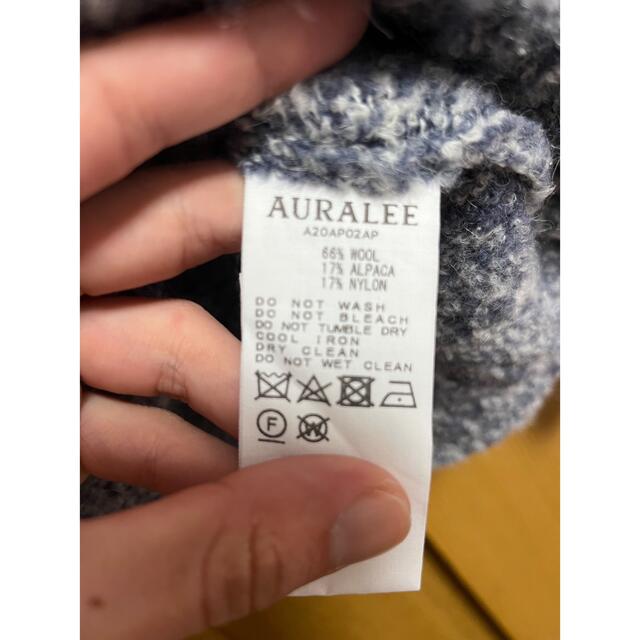 AURALEE
A20AP02AP
66% WOOL
17% ALPACA
17% NYLON
DO NOT WASH
DO NOT BLEACH
DO NOT TUMBLE DRY
COOL IRON
DRY CLEAN
DO NOT WET CLEAN
F W